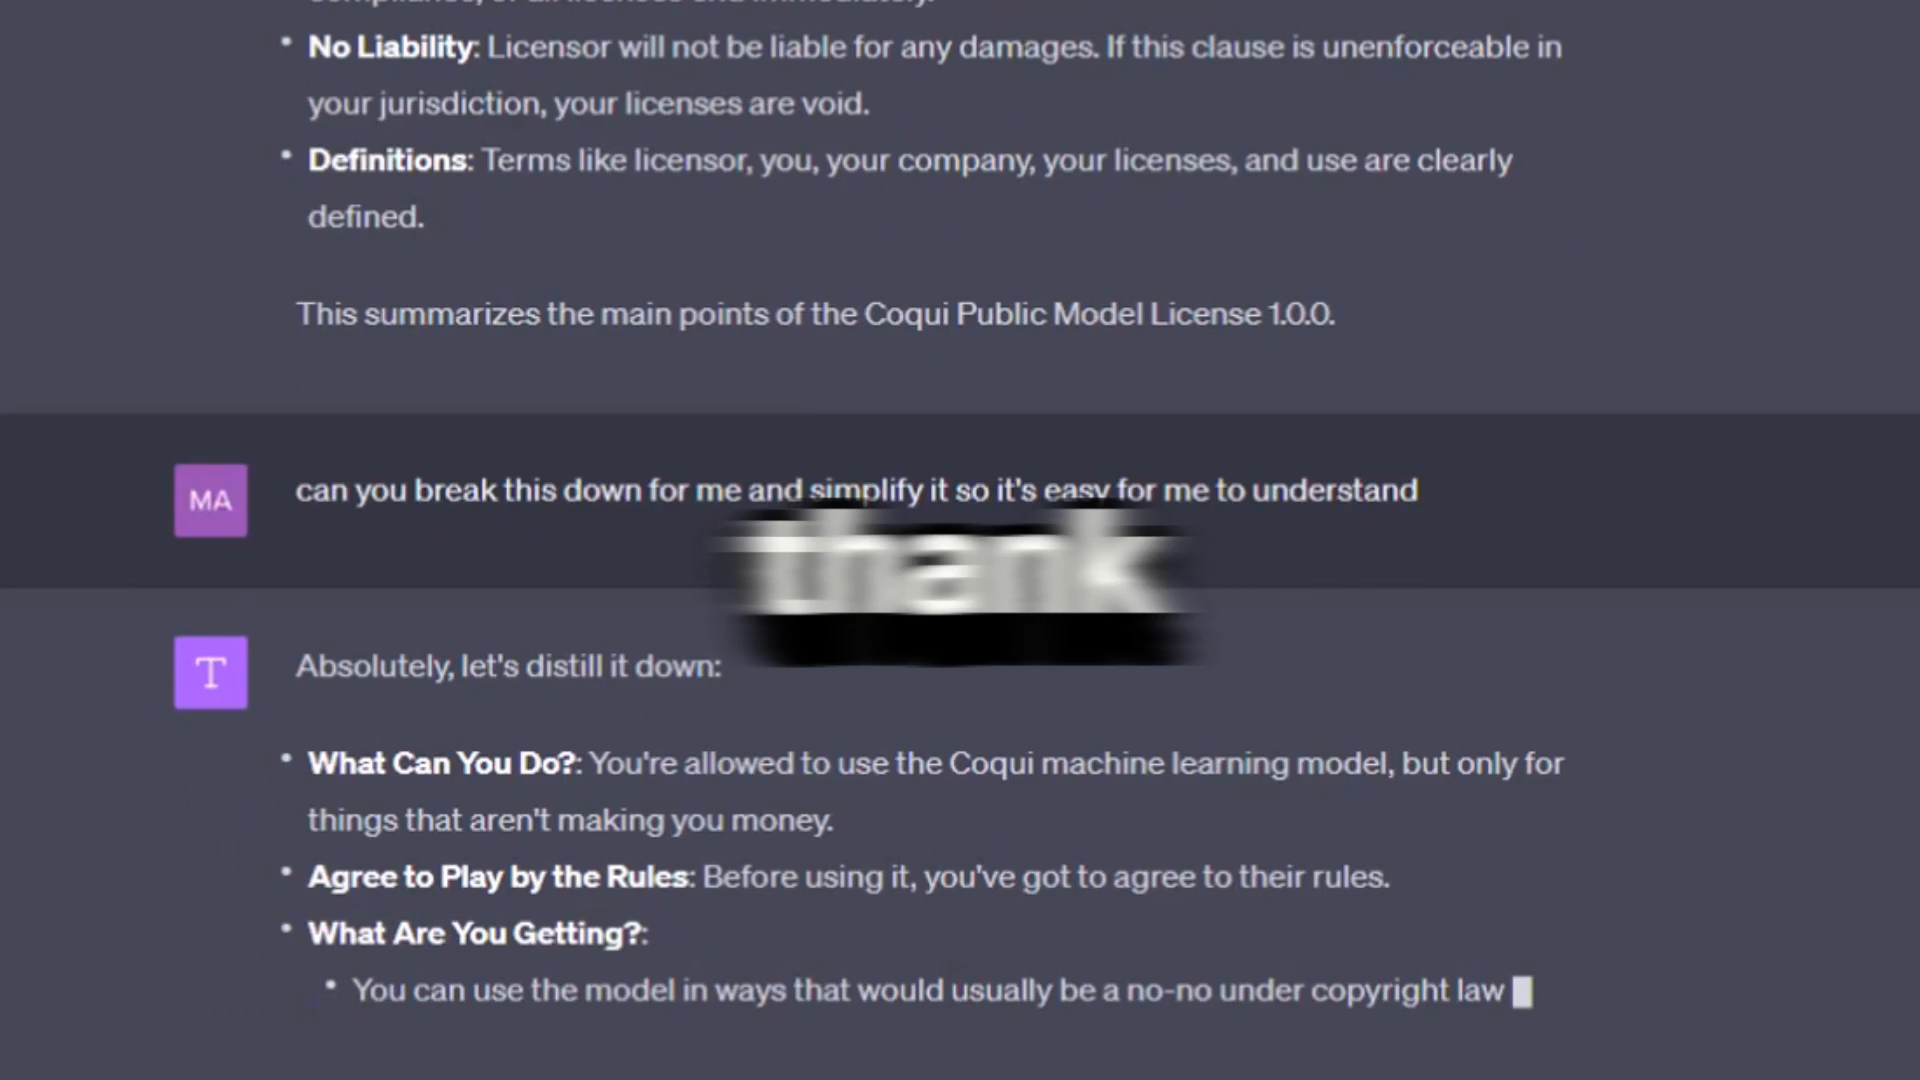 No Liability: Licensor will not be liable for any damages. If this clause is unenforceable in
your jurisdiction, your licenses are void.
Definitions: Terms like licensor, you, your company, your licenses, and use are clearly
defined.
This summarizes the main points of the Coqui Public Model License 1.0.0.
MA
can you break this down for me and simplify it so it's easy for me to understand
thank
T
Absolutely, let's distill it down:
What Can You Do?: You're allowed to use the Coqui machine learning model, but only for
things that aren't making you money.
Agree to Play by the Rules: Before using it, you've got to agree to their rules.
What Are You Getting?:
You can use the model in ways that would usually be a no-no under copyright law